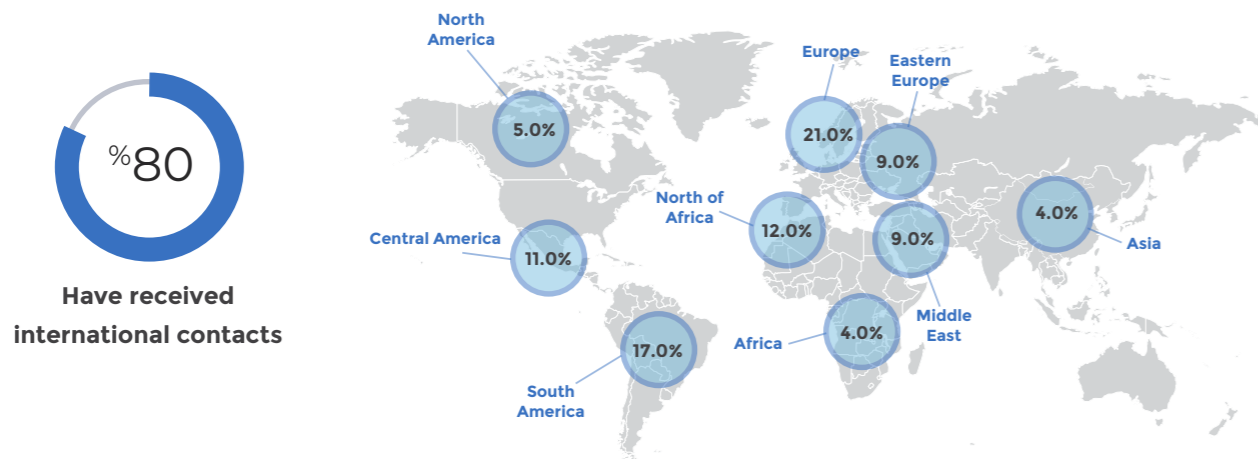 %80
Have received
international contacts
North
America
5.0%
Central America
11.0%
South
America
17.0%
Europe
21.0%
Eastern
Europe
9.0%
North of
Africa
12.0%
9.0%
Middle
East
Africa
4.0%
4.0%
Asia